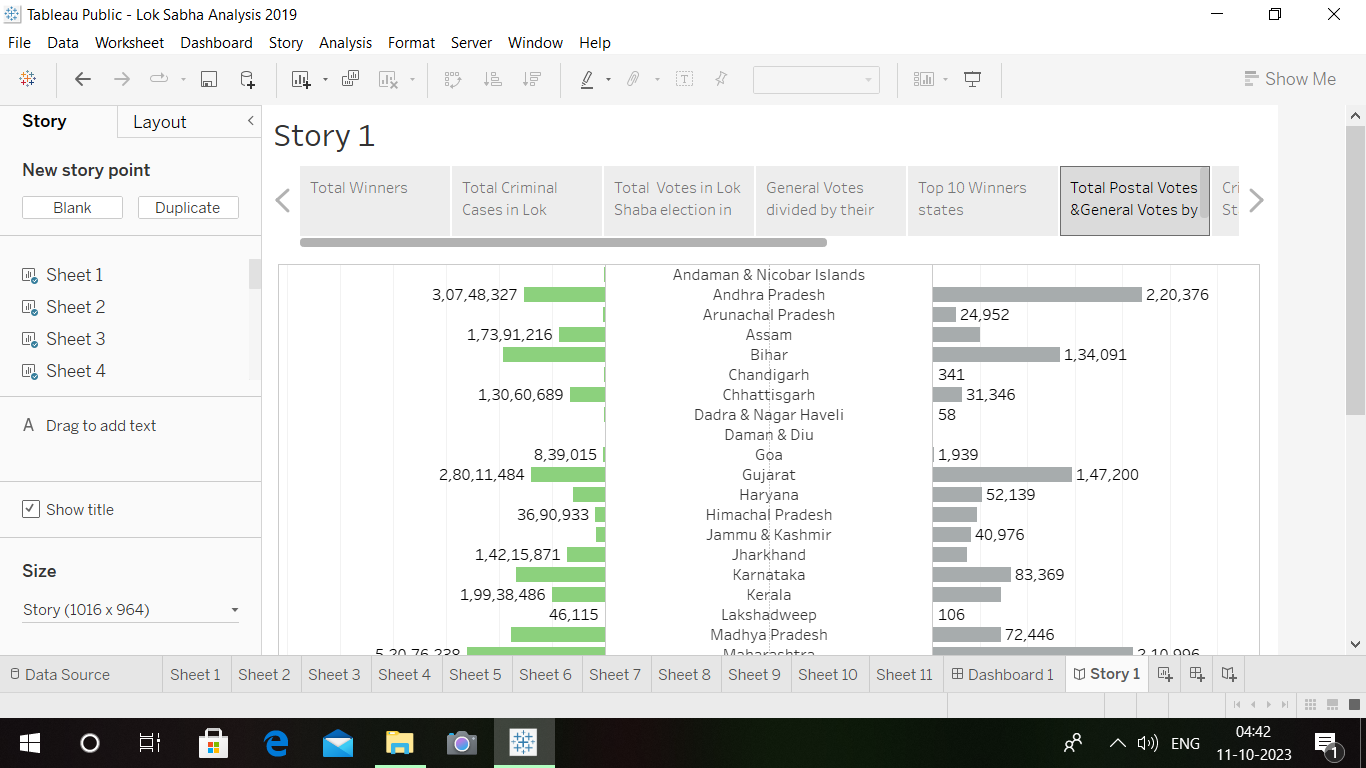 Tableau Public - Lok Sabha Analysis 2019
File Data Worksheet Dashboard Story Analysis Format Server Window Help
Show Me
Story Layout
New story point
Blank Duplicate
Sheet 1
Sheet 2
Sheet 3
Sheet 4
A Drag to add text
Show title
Size
Story (1016 x 964)
Story 1
Total Winners
Total Criminal
Cases in Lok
Total Votes in Lok
Shaba election in
General Votes
divided by their
Top 10 Winners
states
Total Postal Votes
&General Votes by
Cri
St
Andaman & Nicobar Islands
3,07,48,327 Andhra Pradesh 2,20,376
Arunachal Pradesh 24,952
1,73,91,216 Assam
Bihar 1,34,091
Chandigarh 341
1,30,60,689 Chhattisgarh 31,346
Dadra & Nagar Haveli 58
Daman & Diu
8,39,015 Goa 1,939
2,80,11,484 Gujarat 1,47,200
Haryana 52,139
36,90,933 Himachal Pradesh
Jammu & Kashmir 40,976
1,42,15,871 Jharkhand
Karnataka 83,369
1,99,38,486 Kerala
46,115 Lakshadweep 106
Madhya Pradesh 72,446
5,20,76,238 Maharashtra 2,10,996
Data Source Sheet 1 Sheet 2 Sheet 3 Sheet 4 Sheet 5 Sheet 6 Sheet 7 Sheet 8 Sheet 9 Sheet 10 Sheet 11 Dashboard 1 Story 1
ENG
04:42
11-10-2023
1